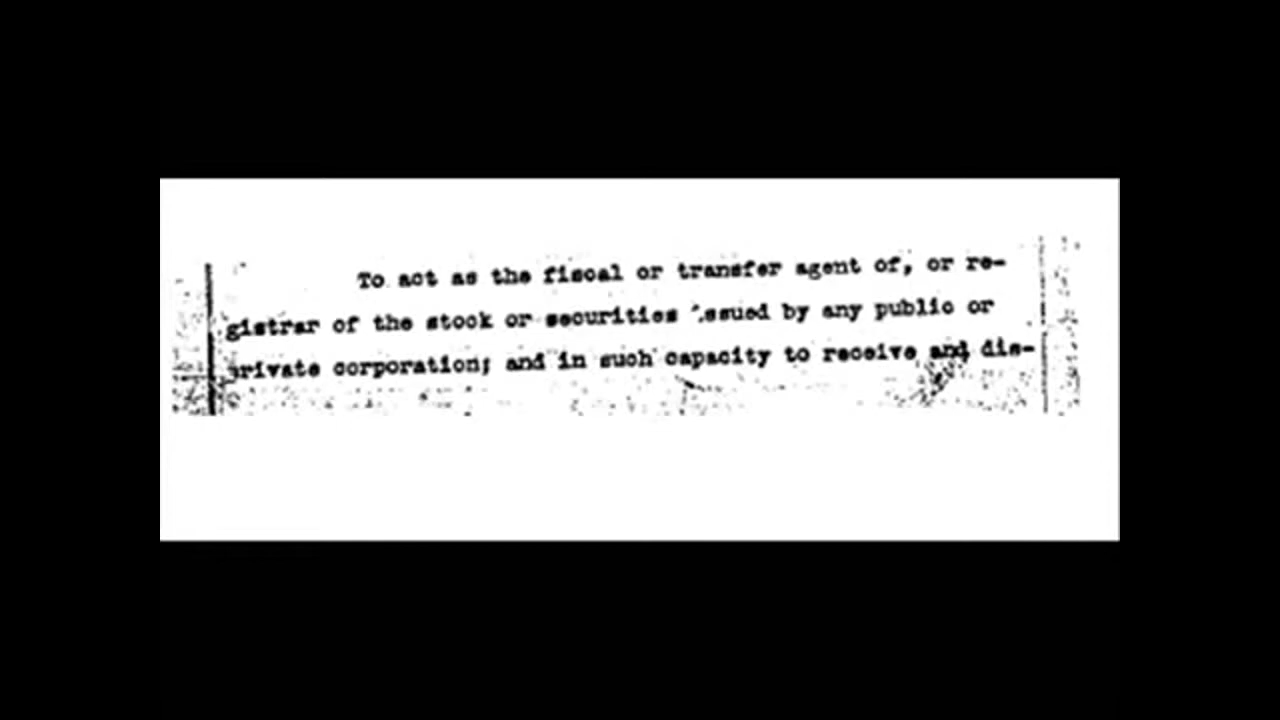 To act as the fiscal or transfer agent of, or re-
gistrar of the stock or securities issued by any public or
private corporation; and in such capacity to receive and dis-